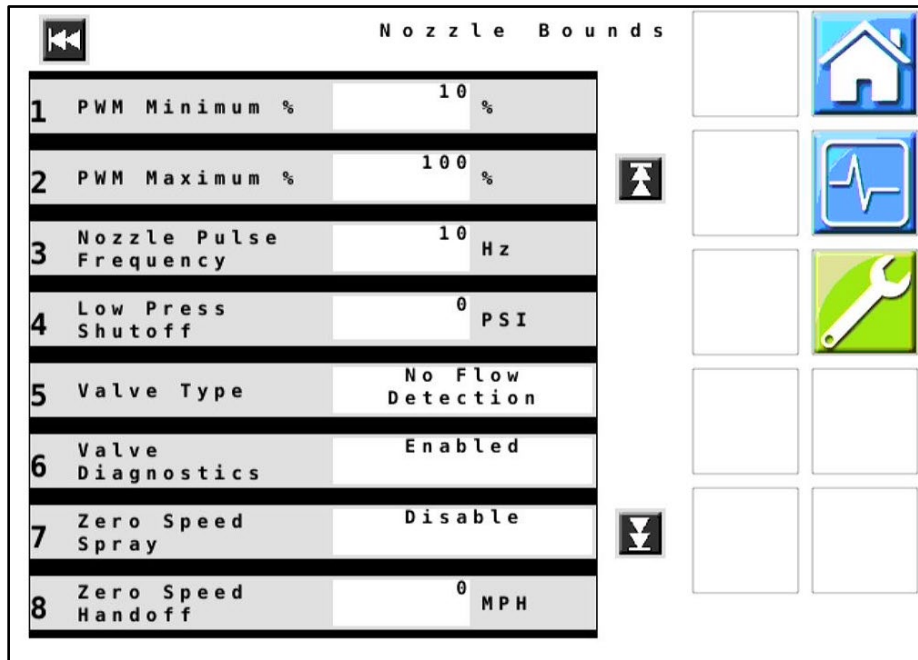 Nozzle Bounds
1 PWM Minimum % 10 %
2 PWM Maximum % 100 %
3 Nozzle Pulse
Frequency 10 Hz
4 Low Press
Shutoff 0 PSI
5 Valve Type No Flow
Detection
6 Valve
Diagnostics Enabled
7 Zero Speed
Spray Disable
8 Zero Speed
Handoff 0 MPH